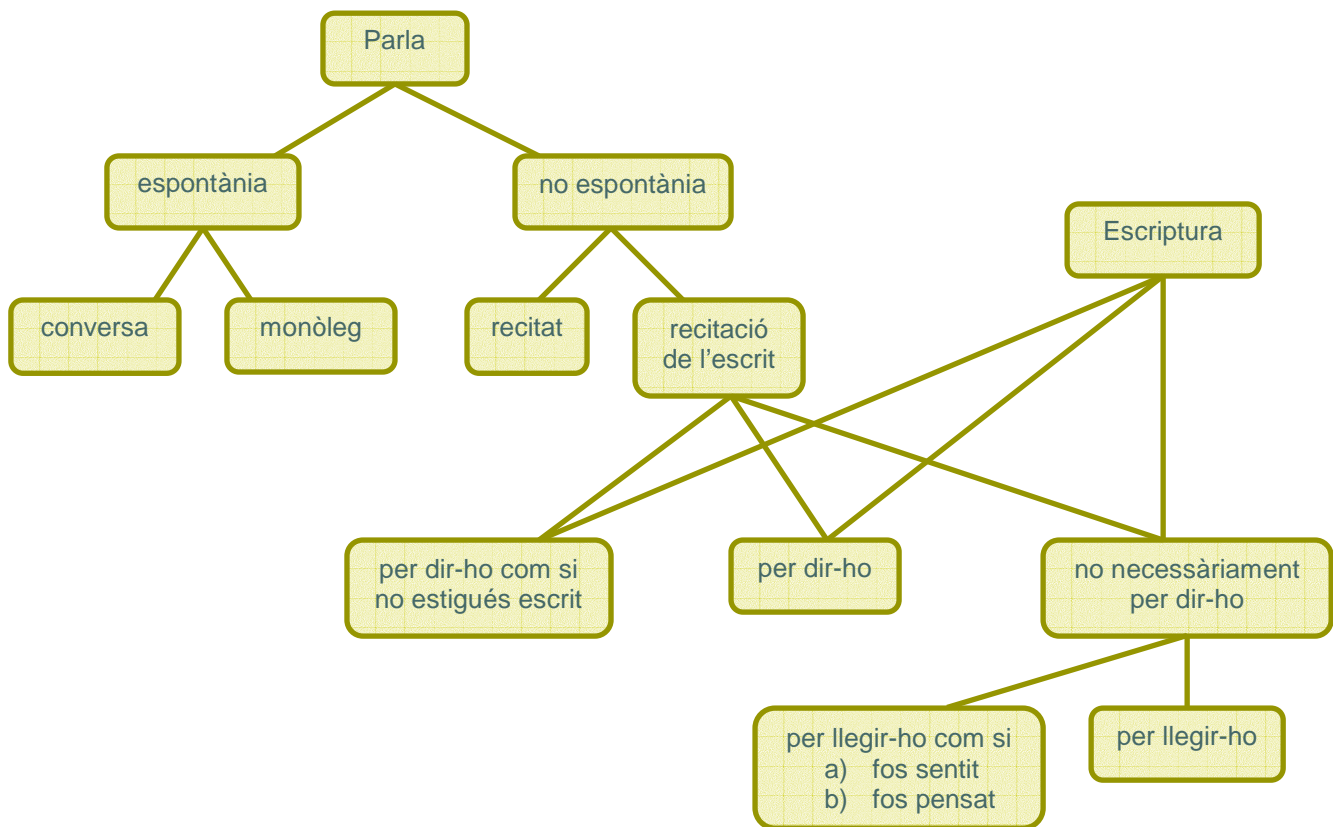 Parla
espontània
no espontània
Escriptura
conversa
monòleg
recitat
recitació
de l’escrit
per dir-ho com si
no estigués escrit
per dir-ho
no necessàriament
per dir-ho
per llegir-ho com si
a) fos sentit
b) fos pensat
per llegir-ho